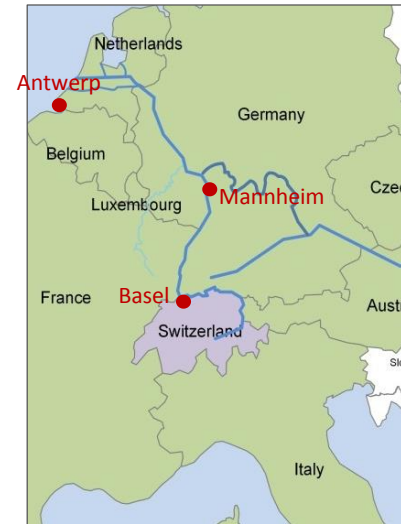 Netherlands
Antwerp
Germany
Belgium
Mannheim
Luxembourg
Basel
France
Switzerland
Italy